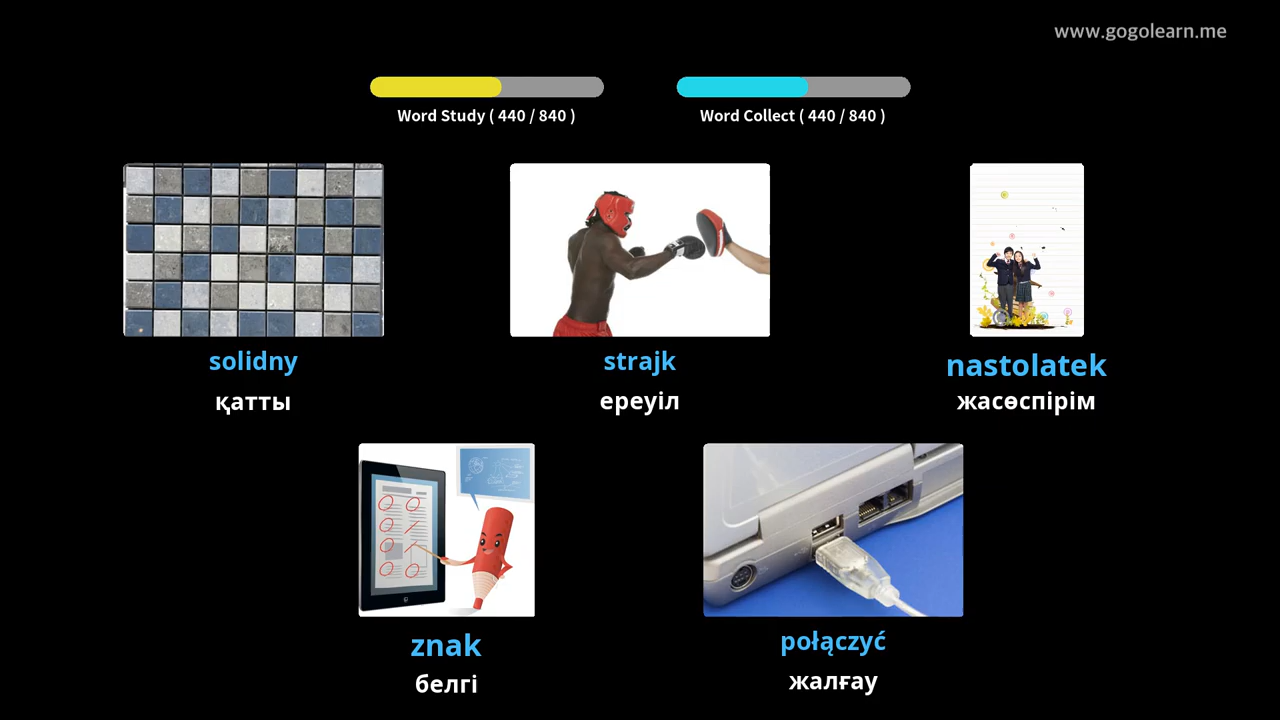 www.gogolearn.me
Word Study ( 440 / 840 )
Word Collect ( 440 / 840 )
solidny
қатты
strajk
ереуіл
nastolatek
жасөспірім
znak
белгі
połączyć
жалғау